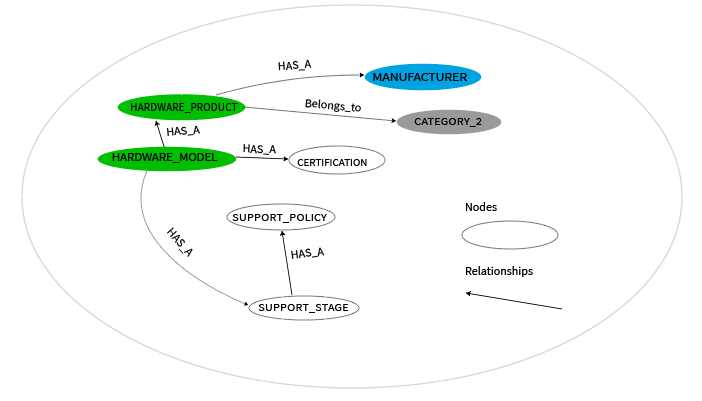 HAS_A
MANUFACTURER
HARDWARE_PRODUCT
Belongs_to
CATEGORY_2
HAS_A
HARDWARE_MODEL
HAS_A
CERTIFICATION
SUPPORT_POLICY
Nodes
HAS_A
HAS_A
Relationships
SUPPORT_STAGE